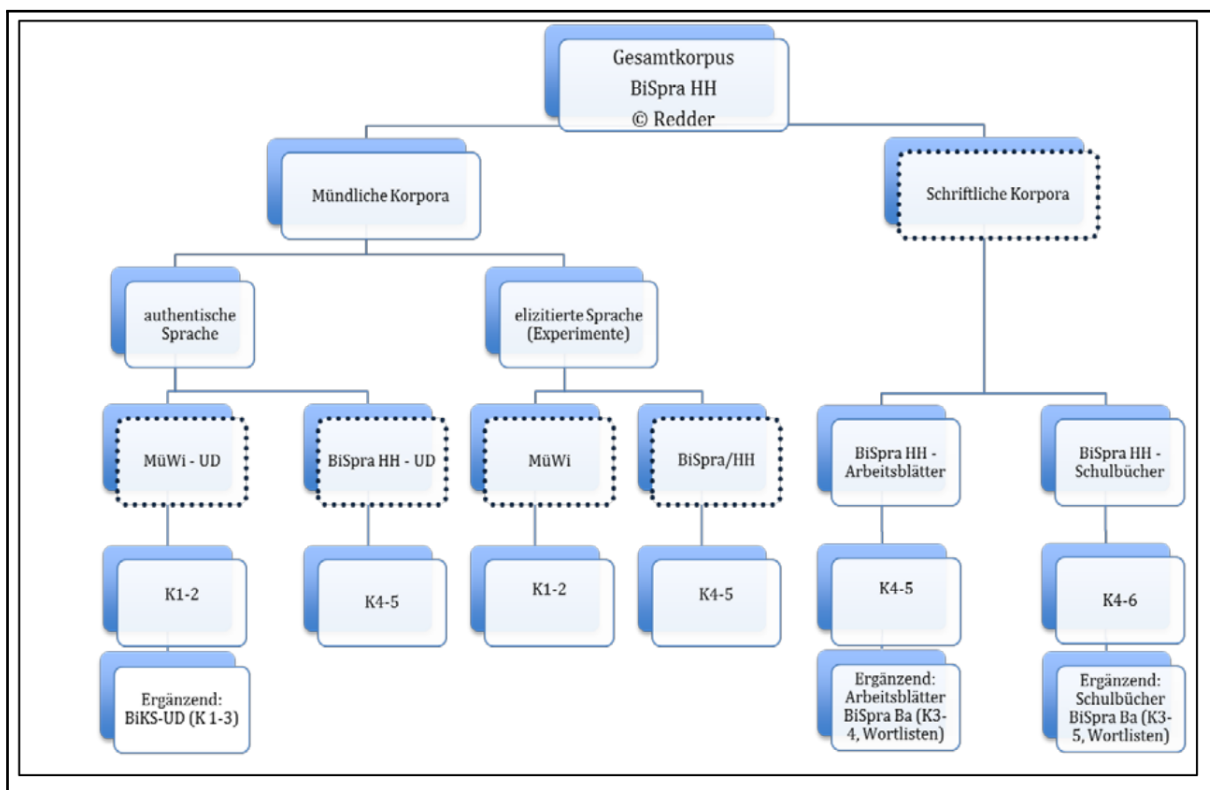 Gesamtkorpus
BiSpra HH
© Redder
Mündliche Korpora
Schriftliche Korpora
authentische
Sprache
elizitierte Sprache
(Experimente)
MüWi - UD
BiSpra HH - UD
MüWi
BiSpra/HH
BiSpra HH -
Arbeitsblätter
BiSpra HH -
Schulbücher
K1-2
K4-5
K1-2
K4-5
K4-5
K4-6
Ergänzend:
BiKS-UD (K 1-3)
Ergänzend:
Arbeitsblätter
BiSpra Ba (K3-
4, Wortlisten)
Ergänzend:
Schulbücher
BiSpra Ba (K3-
5, Wortlisten)